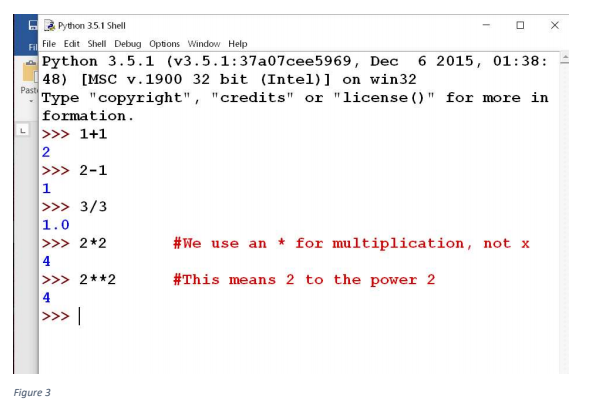 Python 3.5.1 Shell
File Edit Shell Debug Options Window Help
Python 3.5.1 (v3.5.1:37a07cee5969, Dec  6 2015, 01:38:
48) [MSC v.1900 32 bit (Intel)] on win32
Type "copyright", "credits" or "license()" for more in
formation.
>>> 1+1
2
>>> 2-1
1
>>> 3/3
1.0
>>> 2*2 #We use an * for multiplication, not x
4
>>> 2**2 #This means 2 to the power 2
4
>>>
Fil
Past
Figure 3